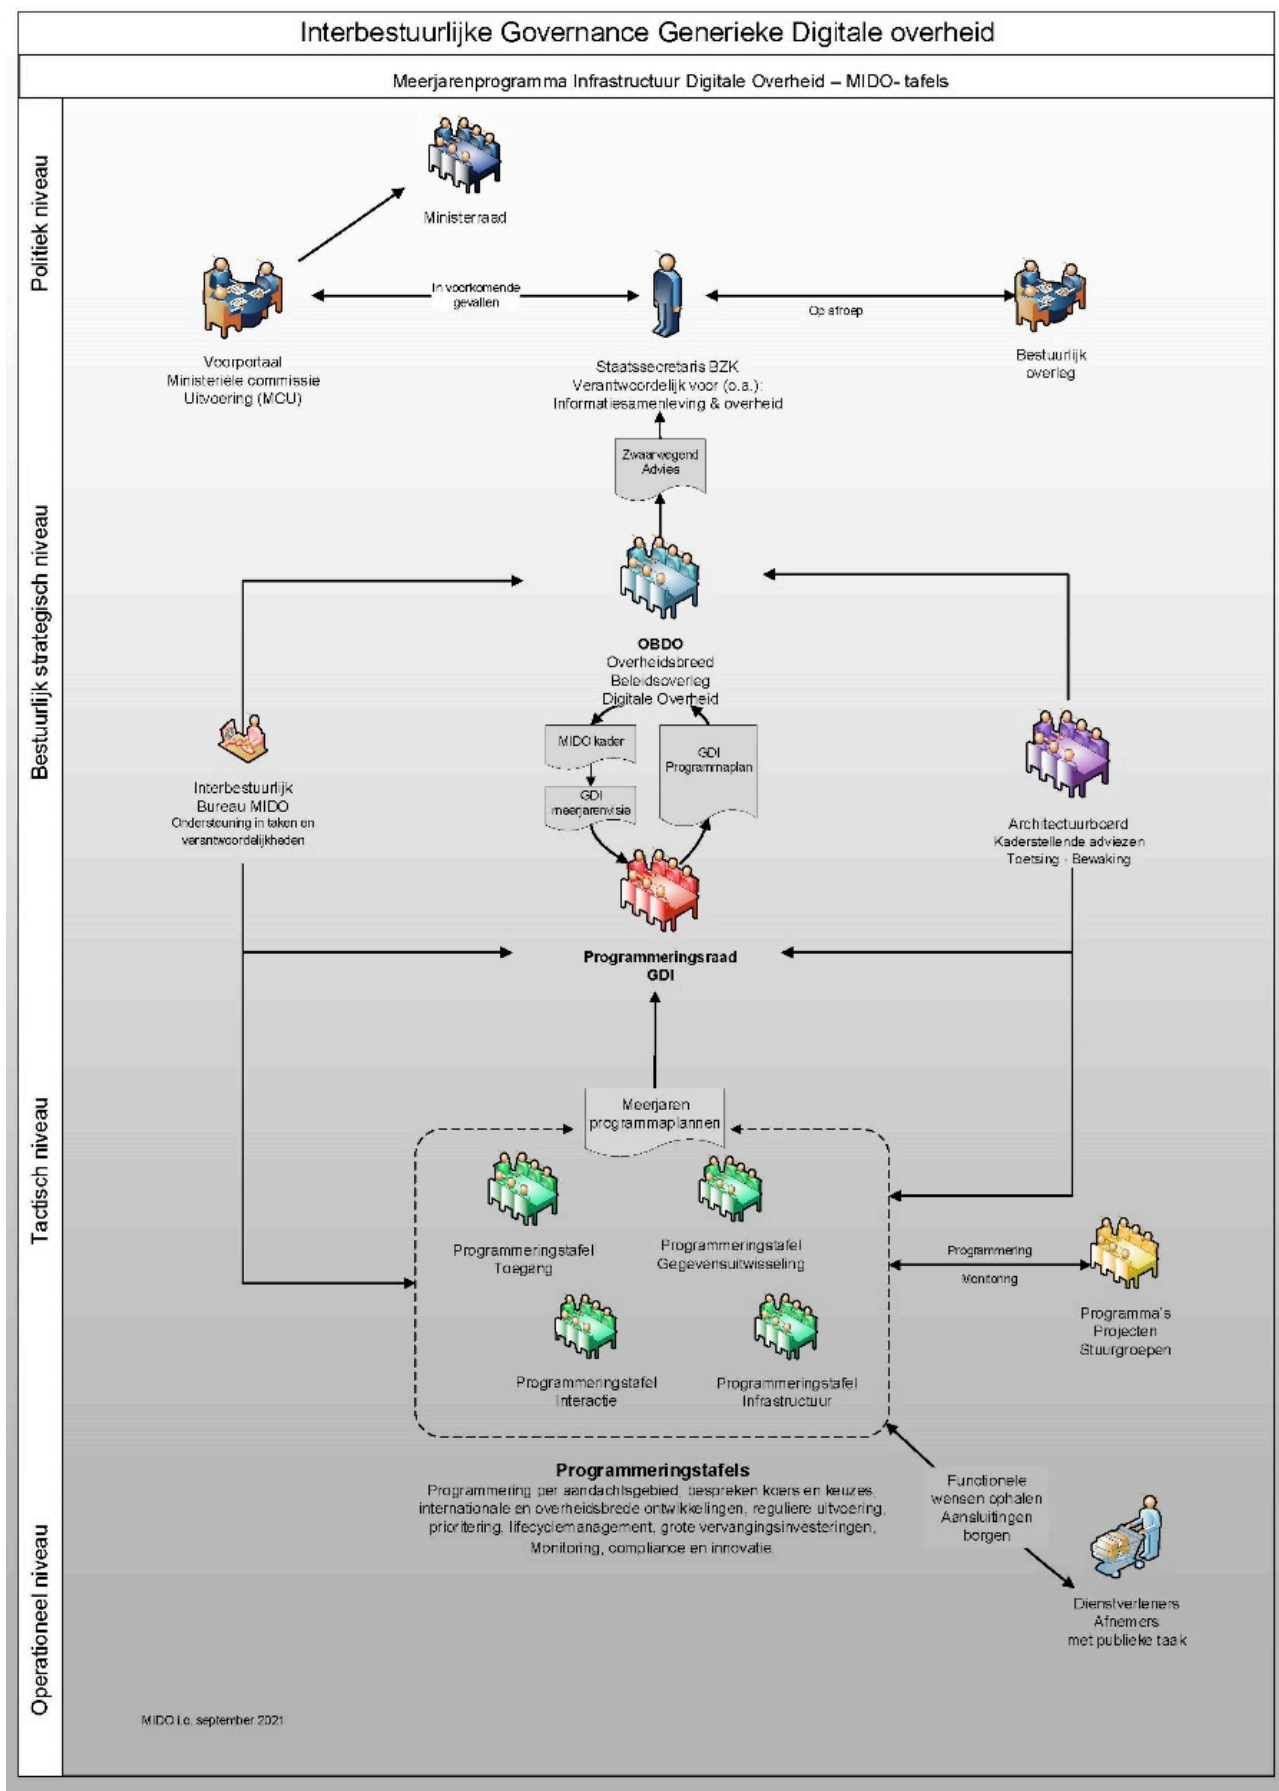 Interbestuurlijke Governance Generieke Digitale overheid
Meerjarenprogramma Infrastructuur Digitale Overheid – MIDO- tafels
Politiek niveau
Ministerraad
In voorkomende
gevallen
Op afroep
Voorportaal
Ministeriële commissie
Uitvoering (MCU)
Staatssecretaris BZK
Verantwoordelijk voor (o.a.):
Informatiesamenleving & overheid
Bestuurlijk
overleg
Bestuurlijk strategisch niveau
Zwaarwegend
Advies
OBDO
Overheidsbreed
Beleidsoverleg
Digitale Overheid
MIDO kader
GDI
meerjarenvisie
GDI
Programmaplan
Interbestuurlijk
Bureau MIDO
Ondersteuning in taken en
verantwoordelijkheden
Architectuurboard
Kaderstellende adviezen
Toetsing - Bewaking
Programmeringsraad
GDI
Tactisch niveau
Meerjaren
programmaplannen
Programmeringstafel
Toegang
Programmeringstafel
Gegevensuitwisseling
Programmering
Monitoring
Programma's
Projecten
Stuurgroepen
Programmeringstafel
Interactie
Programmeringstafel
Infrastructuur
Programmeringstafels
Programmering per aandachtsgebied, bespreken koers en keuzes,
internationale en overheidsbrede ontwikkelingen, reguliere uitvoering,
prioritering, lifecyclemanagement, grote vervangingsinvesteringen,
Monitoring, compliance en innovatie.
Functionele
wensen ophalen
Aansluitingen
borgen
Operationeel niveau
Dienstverleners
Afnemers
met publieke taak
MIDO i.o. september 2021